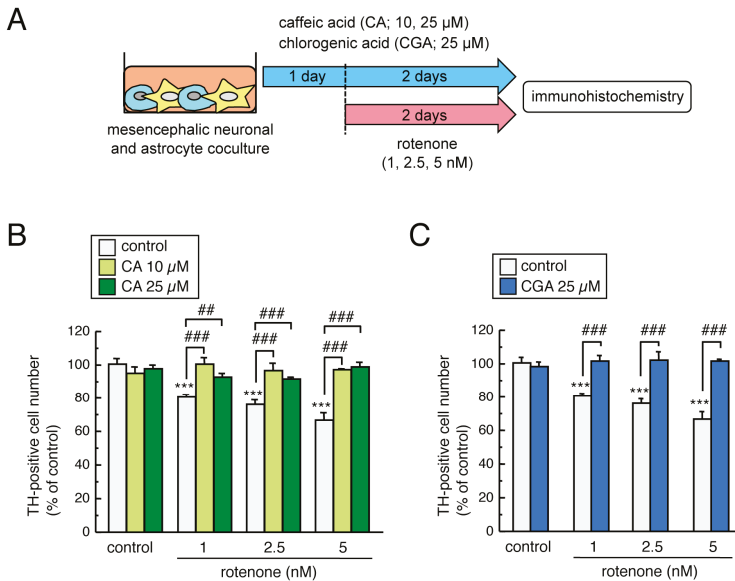 A
caffeic acid (CA; 10, 25 μM)
chlorogenic acid (CGA; 25 μM)
1 day
2 days
2 days
immunohistochemistry
mesencephalic neuronal
and astrocyte coculture
rotenone
(1, 2.5, 5 nM)
B
control
CA 10 μM
CA 25 μM
TH-positive cell number
(% of control)
120
100
80
60
40
20
0
***
###
##
***
###
###
***
###
###
control
1
2.5
5
rotenone (nM)
C
control
CGA 25 μM
TH-positive cell number
(% of control)
120
100
80
60
40
20
0
***
###
***
###
***
###
control
1
2.5
5
rotenone (nM)